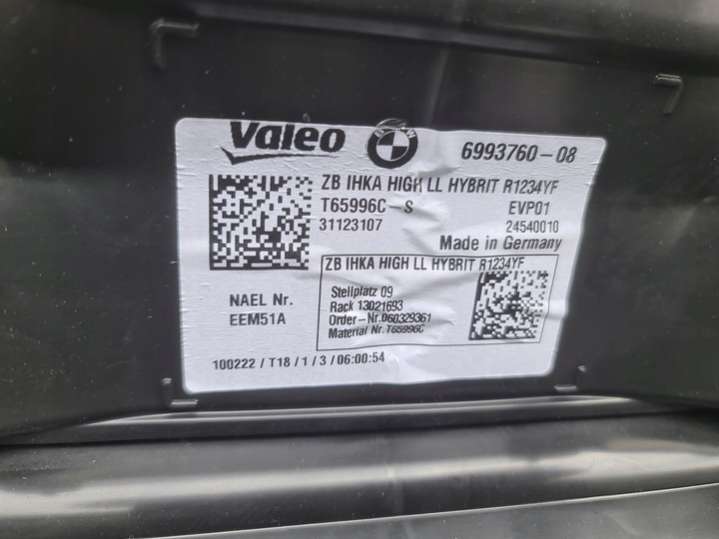 Valeo BMW 6993760-08
ZB IHKA HIGH LL HYBRIT R1234YF
T65996C-S EVP01
31123107 24540010
Made in Germany
ZB IHKA HIGH LL HYBRIT R1234YF
Stellplatz 09
Rack 13021693
Order-Nr.060329361
Material Nr.T65996C
NAEL Nr.
EEM51A
100222/T18/1/3/06:00:54